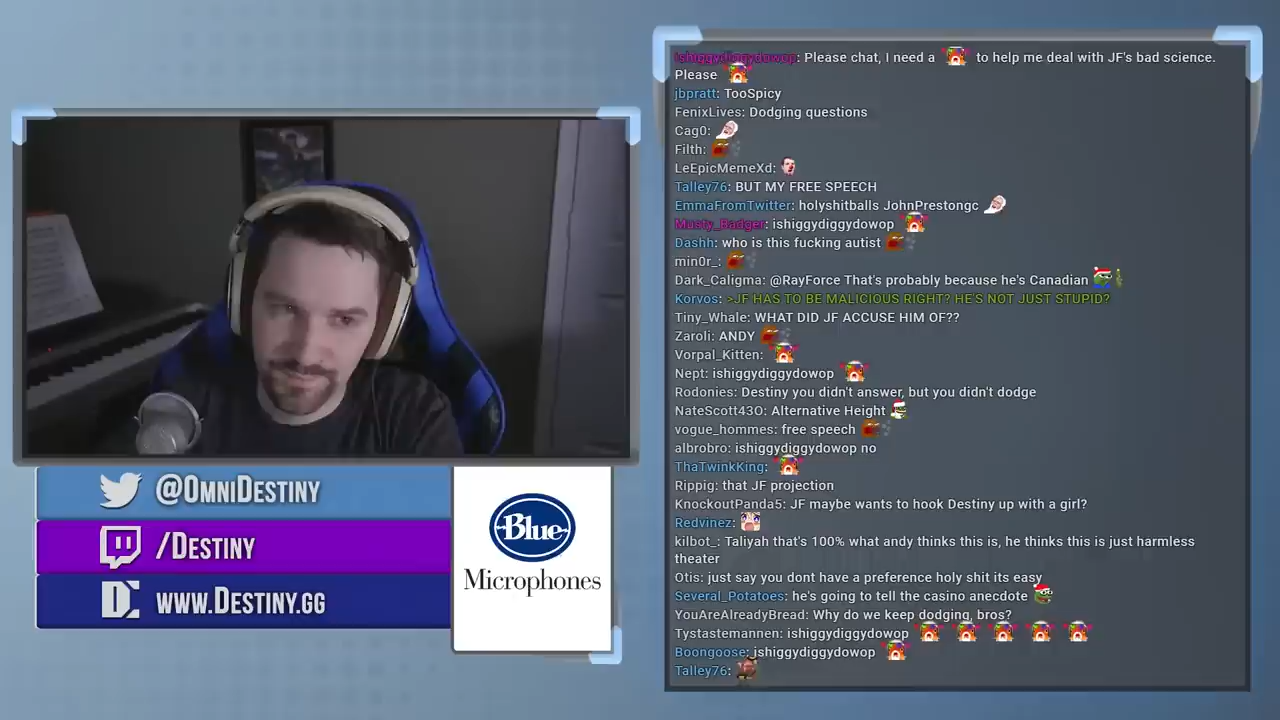 ishiggydiggydowop: Please chat, I need a to help me deal with JF's bad science.
Please
jbpratt: TooSpicy
FenixLives: Dodging questions
Cag0:
Filth:
LeEpicMemeXd:
Talley76: BUT MY FREE SPEECH
EmmaFromTwitter: holyshitballs JohnPrestongc
Musty_Badger: ishiggydiggydowop
Dashh: who is this fucking autist
min0r_:
Dark_Caligma: @RayForce That's probably because he's Canadian
Korvos: >JF HAS TO BE MALICIOUS RIGHT? HE'S NOT JUST STUPID?
Tiny_Whale: WHAT DID JF ACCUSE HIM OF??
Zaroli: ANDY
Vorpal_Kitten:
Nept: ishiggydiggydowop
Rodonies: Destiny you didn't answer, but you didn't dodge
NateScott43O: Alternative Height
vogue_hommes: free speech
albrobro: ishiggydiggydowop no
ThaTwinkKing:
Rippig: that JF projection
KnockoutPanda5: JF maybe wants to hook Destiny up with a girl?
Redvinez:
kilbot_: Taliyah that's 100% what andy thinks this is, he thinks this is just harmless
theater
Otis: just say you dont have a preference holy shit its easy
Several_Potatoes: he's going to tell the casino anecdote
YouAreAlreadyBread: Why do we keep dodging, bros?
Tystastemannen: ishiggydiggydowop
Boongoose: ishiggydiggydowop
Talley76:
@OmniDestiny
/Destiny
www.Destiny.gg
Blue
Microphones